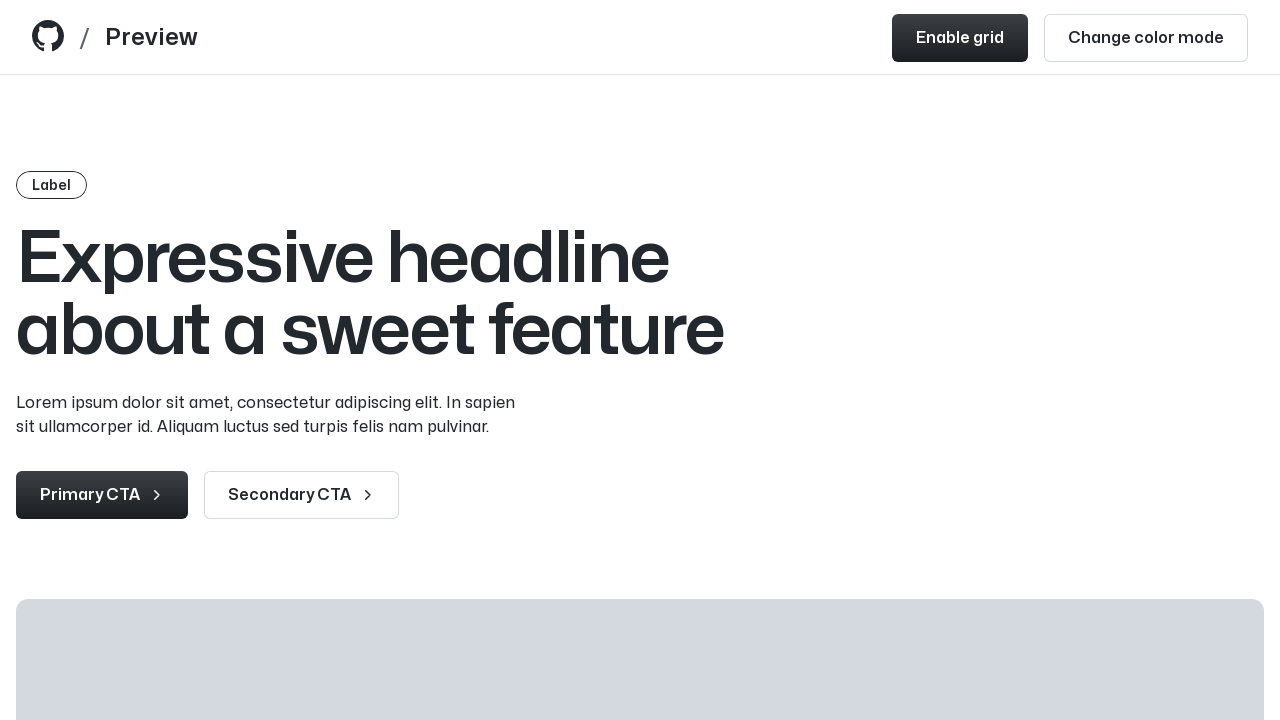 / Preview
Enable grid
Change color mode
Label
Expressive headline
about a sweet feature
Lorem ipsum dolor sit amet, consectetur adipiscing elit. In sapien
sit ullamcorper id. Aliquam luctus sed turpis felis nam pulvinar.
Primary CTA
Secondary CTA